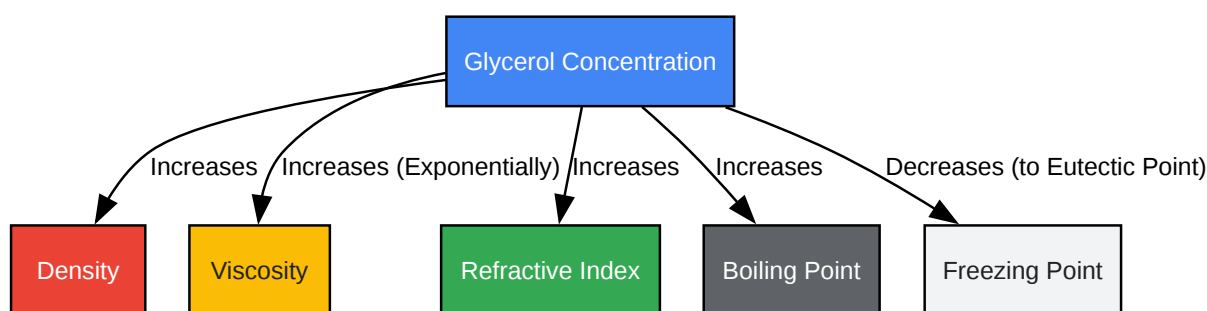 Glycerol Concentration
Increases
Increases (Exponentially)
Increases
Increases
Decreases (to Eutectic Point)
Density
Viscosity
Refractive Index
Boiling Point
Freezing Point